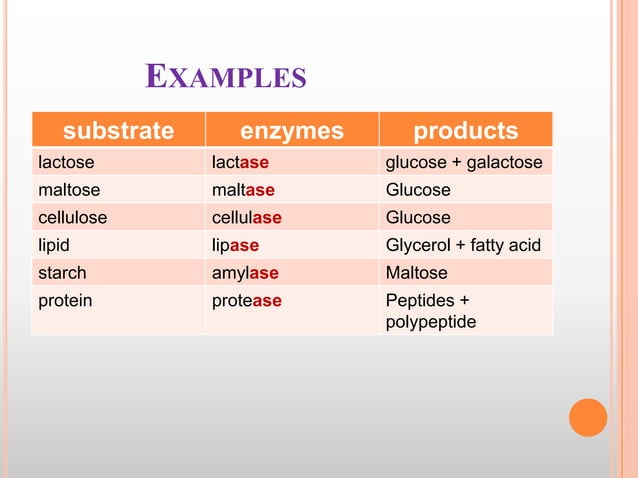 EXAMPLES
substrate enzymes products
lactose lactase glucose + galactose
maltose maltase Glucose
cellulose cellulase Glucose
lipid lipase Glycerol + fatty acid
starch amylase Maltose
protein protease Peptides +
polypeptide